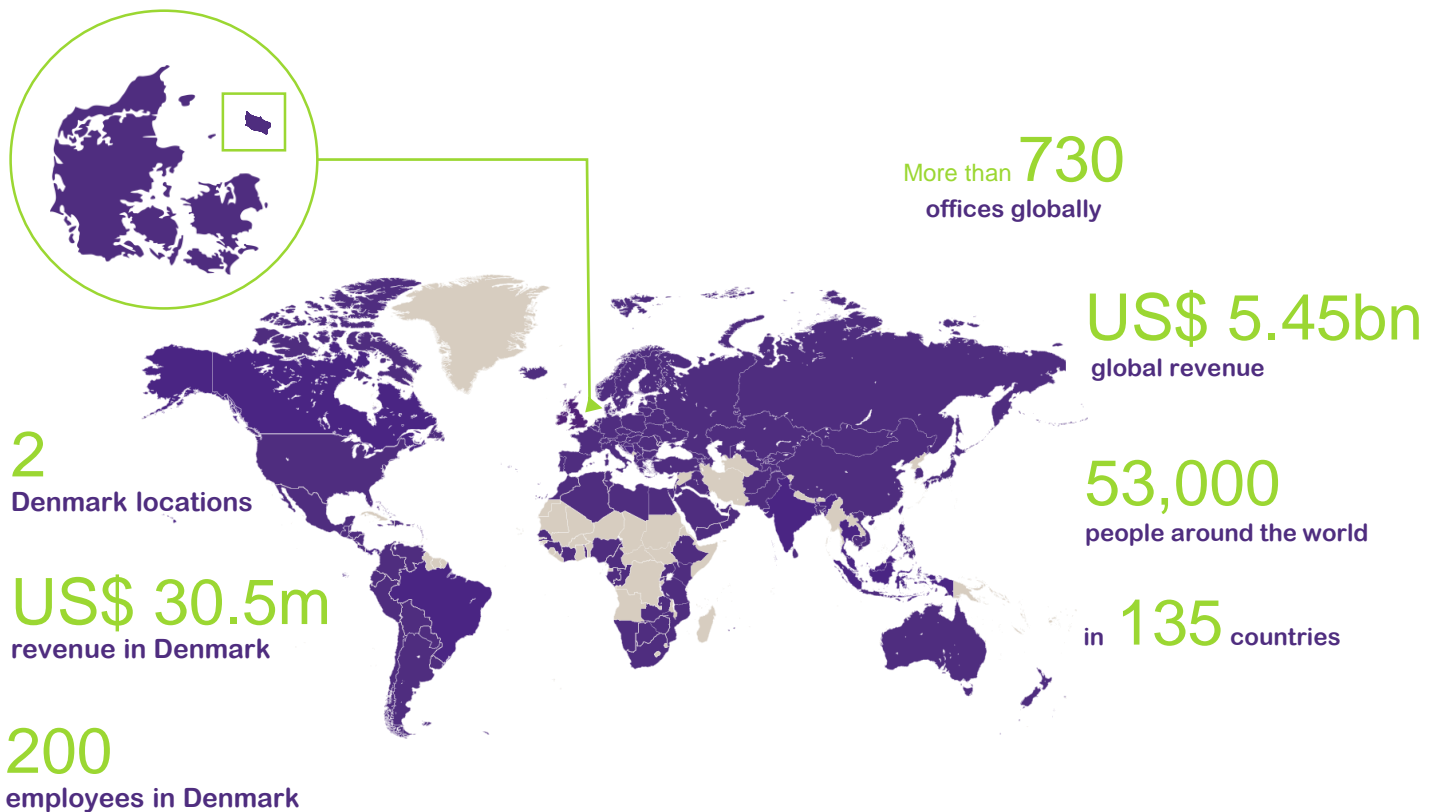 More than 730
offices globally
US$ 5.45bn
global revenue
2
Denmark locations
53,000
people around the world
US$ 30.5m
revenue in Denmark
in 135 countries
200
employees in Denmark